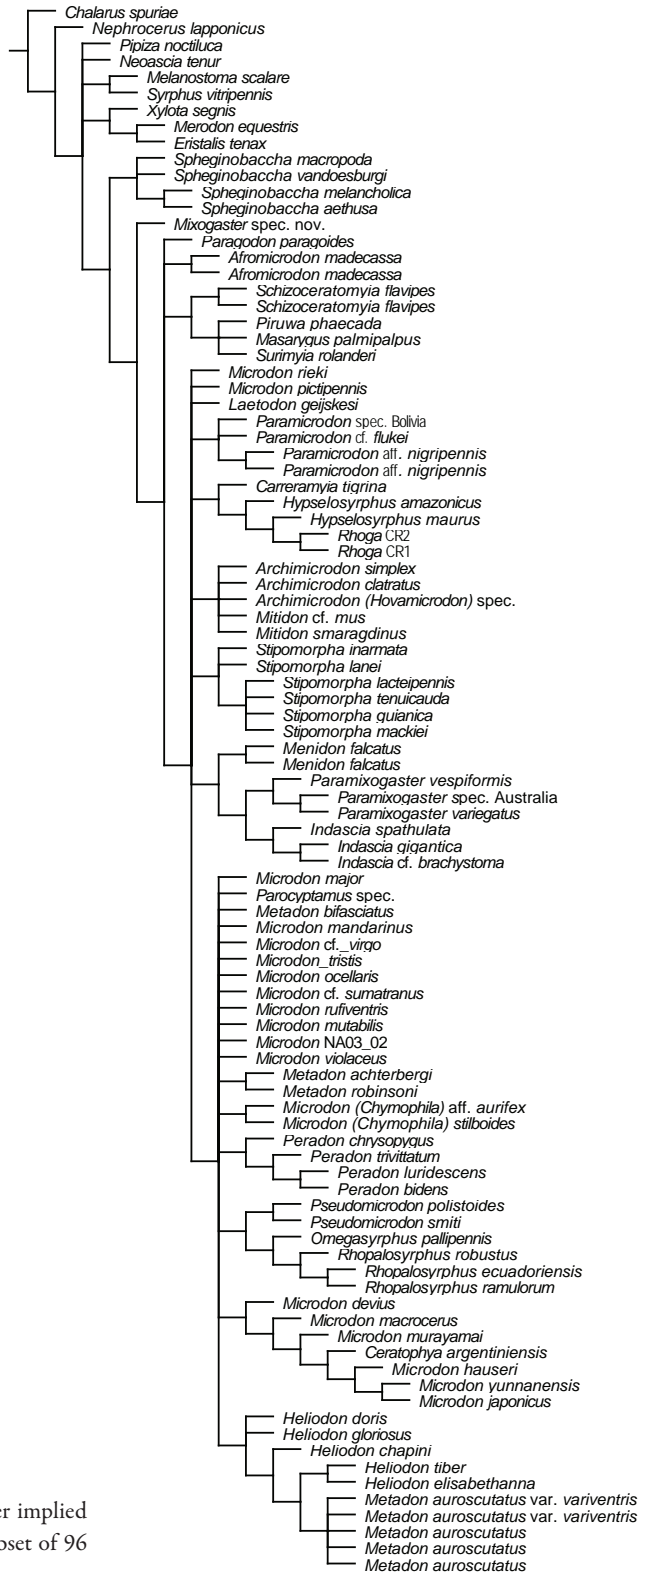 Chalarus spuriae
Nephrocerus lapponicus
Pipiza noctiluca
Neoascia tenur
Melanostoma scalare
Syrphus vitripennis
Xylota segnis
Merodon equestris
Eristalis tenax
Spheginobaccha macropoda
Spheginobaccha vandoesburgi
Spheginobaccha melancholica
Spheginobaccha aethusa
Mixogaster spec. nov.
Paragodon paragoides
Afromicrodon madecassa
Afromicrodon madecassa
Schizoceratomyia flavipes
Schizoceratomyia flavipes
Piruwa phaecada
Masarygus palmipalpus
Surimyia rolanderi
Microdon rieki
Microdon pictipennis
Laetodon geijskesi
Paramicrodon spec. Bolivia
Paramicrodon cf. flukei
Paramicrodon aff. nigripennis
Paramicrodon aff. nigripennis
Carreramyia tigrina
Hypselosyrphus amazonicus
Hypselosyrphus maurus
Rhoga CR2
Rhoga CR1
Archimicrodon simplex
Archimicrodon clatratus
Archimicrodon (Hovamicrodon) spec.
Mitidon cf. mus
Mitidon smaragdinus
Stipomorpha inarmata
Stipomorpha lanei
Stipomorpha lacteipennis
Stipomorpha tenuicauda
Stipomorpha guianica
Stipomorpha mackiei
Menidon falcatus
Menidon falcatus
Paramixogaster vespiformis
Paramixogaster spec. Australia
Paramixogaster variegatus
Indascia spathulata
Indascia gigantica
Indascia cf. brachystoma
Microdon major
Parocyptamus spec.
Metadon bifasciatus
Microdon mandarinus
Microdon cf._virgo
Microdon_tristis
Microdon ocellaris
Microdon cf. sumatranus
Microdon rufiventris
Microdon mutabilis
Microdon NA03_02
Microdon violaceus
Metadon achterbergi
Metadon robinsoni
Microdon (Chymophila) aff. aurifex
Microdon (Chymophila) stilboides
Peradon chrysopygus
Peradon trivittatum
Peradon luridescens
Peradon bidens
Pseudomicrodon polistoides
Pseudomicrodon smiti
Omegasyrphus pallipennis
Rhopalosyrphus robustus
Rhopalosyrphus ecuadoriensis
Rhopalosyrphus ramulorum
Microdon devius
Microdon macrocerus
Microdon murayamai
Ceratophya argentiniensis
Microdon hauseri
Microdon yunnanensis
Microdon japonicus
Heliodon doris
Heliodon gloriosus
Heliodon chapini
Heliodon tiber
Heliodon elisabethanna
Metadon auroscutatus var. variventris
Metadon auroscutatus var. variventris
Metadon auroscutatus
Metadon auroscutatus
Metadon auroscutatus
er implied
oset of 96